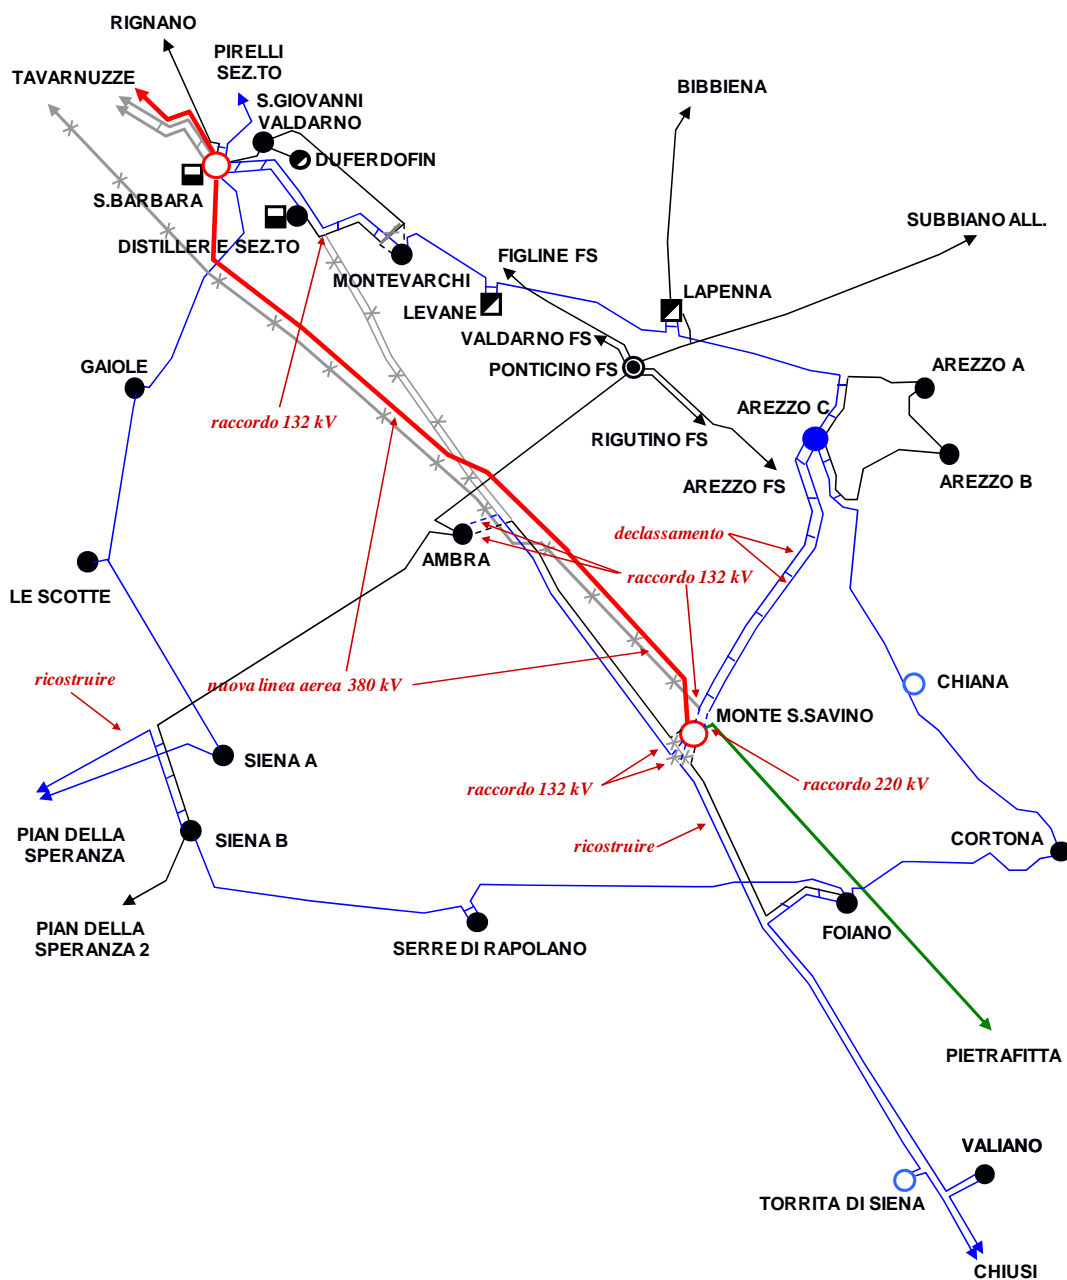 RIGNANO
PIRELLI
SEZ.TO
TAVARNUZZE
S.GIOVANNI
VALDARNO
BIBBIENA
DUFERDOFIN
S.BARBARA
SUBBIANO ALL.
DISTILLERIE SEZ.TO
FIGLINE FS
MONTEVARCHI
LAPENNA
LEVANE
VALDARNO FS
PONTICINO FS
GAIOLE
AREZZO A
AREZZO C
raccordo 132 kV
RIGUTINO FS
AREZZO FS
AREZZO B
declassamento
AMBRA
raccordo 132 kV
LE SCOTTE
ricostruire
nuova linea aerea 380 kV
CHIANA
MONTE S.SAVINO
SIENA A
raccordo 132 kV
raccordo 220 kV
PIAN DELLA
SPERANZA
SIENA B
ricostruire
CORTONA
PIAN DELLA
SPERANZA 2
SERRE DI RAPOLANO
FOIANO
PIETRAFITTA
VALIANO
TORRITA DI SIENA
CHIUSI